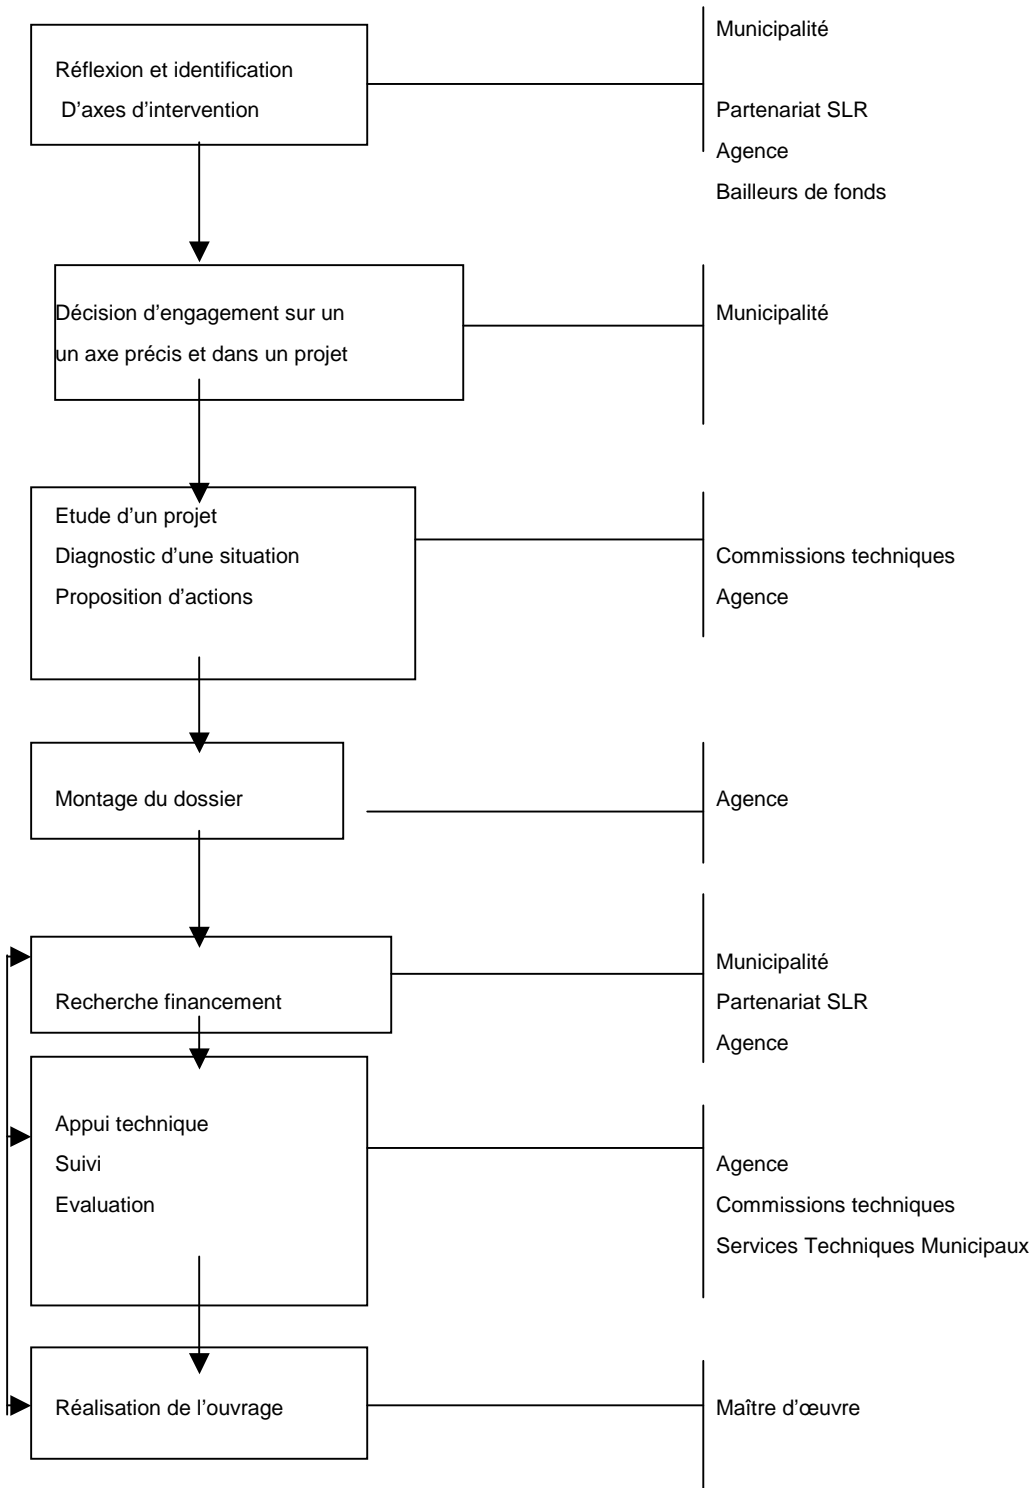 Réflexion et identification
D'axes d'intervention
Municipalité
Partenariat SLR
Agence
Bailleurs de fonds
Décision d'engagement sur un
un axe précis et dans un projet
Municipalité
Etude d'un projet
Diagnostic d'une situation
Proposition d'actions
Commissions techniques
Agence
Montage du dossier
Agence
Recherche financement
Municipalité
Partenariat SLR
Agence
Appui technique
Suivi
Evaluation
Agence
Commissions techniques
Services Techniques Municipaux
Réalisation de l'ouvrage
Maître d'œuvre